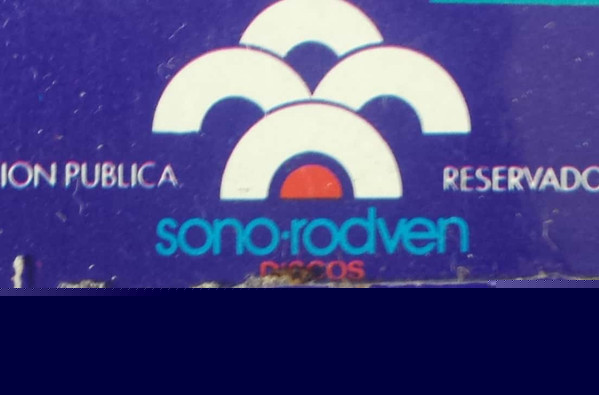 ION PUBLICA RESERVADO
sono-rodven
DISCOS